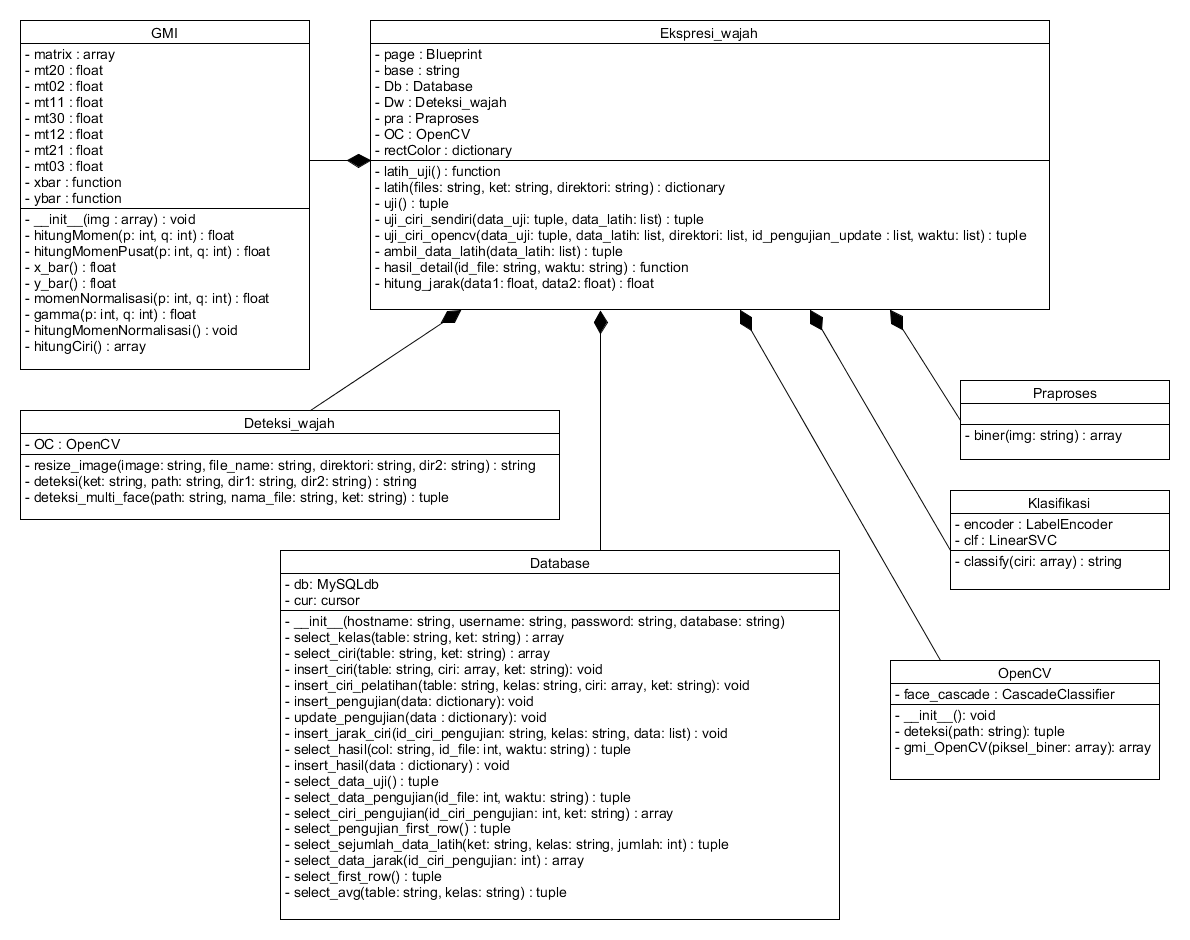 GMI
- matrix : array
- mt20 : float
- mt02 : float
- mt11 : float
- mt30 : float
- mt12 : float
- mt21 : float
- mt03 : float
- xbar : function
- ybar : function
- __init__(img : array) : void
- hitungMomen(p: int, q: int) : float
- hitungMomenPusat(p: int, q: int) : float
- x_bar() : float
- y_bar() : float
- momenNormalisasi(p: int, q: int) : float
- gamma(p: int, q: int) : float
- hitungMomenNormalisasi() : void
- hitungCiri() : array
Ekspresi_wajah
- page : Blueprint
- base : string
- Db : Database
- Dw : Deteksi_wajah
- pra : Praproses
- OC : OpenCV
- rectColor : dictionary
- latih_uji() : function
- latih(files: string, ket: string, direktori: string) : dictionary
- uji() : tuple
- uji_ciri_sendiri(data_uji: tuple, data_latih: list) : tuple
- uji_ciri_opencv(data_uji: tuple, data_latih: list, direktori: list, id_pengujian_update : list, waktu: list) : tuple
- ambil_data_latih(data_latih: list) : tuple
- hasil_detail(id_file: string, waktu: string) : function
- hitung_jarak(data1: float, data2: float) : float
Deteksi_wajah
- OC : OpenCV
- resize_image(image: string, file_name: string, direktori: string, dir2: string) : string
- deteksi(ket: string, path: string, dir1: string, dir2: string) : string
- deteksi_multi_face(path: string, nama_file: string, ket: string) : tuple
Praproses
- biner(img: string) : array
Klasifikasi
- encoder : LabelEncoder
- clf : LinearSVC
- classify(ciri: array) : string
Database
- db: MySQLdb
- cur: cursor
- __init__(hostname: string, username: string, password: string, database: string)
- select_kelas(table: string, ket: string) : array
- select_ciri(table: string, ket: string) : array
- insert_ciri(table: string, ciri: array, ket: string): void
- insert_ciri_pelatihan(table: string, kelas: string, ciri: array, ket: string): void
- insert_pengujian(data: dictionary): void
- update_pengujian(data : dictionary): void
- insert_jarak_ciri(id_ciri_pengujian: string, kelas: string, data: list) : void
- select_hasil(col: string, id_file: int, waktu: string) : tuple
- insert_hasil(data : dictionary) : void
- select_data_uji() : tuple
- select_data_pengujian(id_file: int, waktu: string) : tuple
- select_ciri_pengujian(id_ciri_pengujian: int, ket: string) : array
- select_pengujian_first_row() : tuple
- select_sejumlah_data_latih(ket: string, kelas: string, jumlah: int) : tuple
- select_data_jarak(id_ciri_pengujian: int) : array
- select_first_row() : tuple
- select_avg(table: string, kelas: string) : tuple
OpenCV
- face_cascade : CascadeClassifier
- __init__(): void
- deteksi(path: string): tuple
- gmi_OpenCV(piksel_biner: array): array